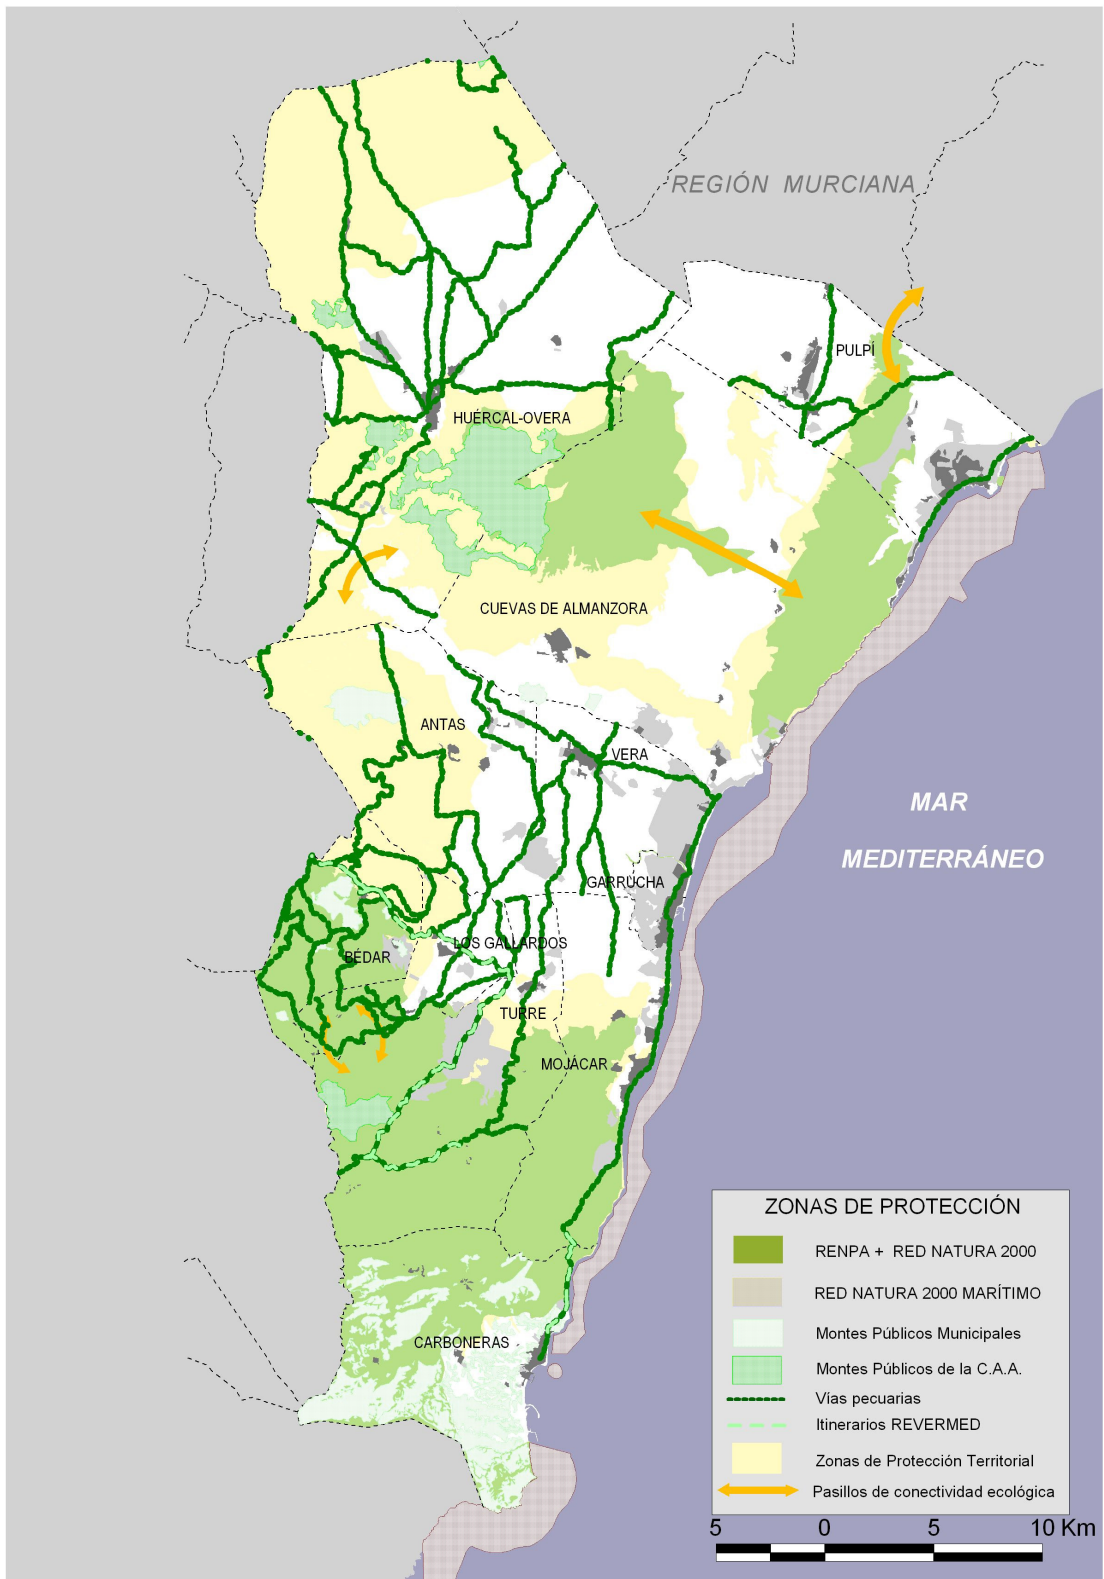 REGIÓN MURCIANA
PULPÍ
HUÉRCAL-OVERA
CUEVAS DE ALMANZORA
ANTAS
VERA
MAR
MEDITERRÁNEO
GARRUCHA
LOS GALLARDOS
BÉDAR
TURRE
MOJÁCAR
CARBONERAS
ZONAS DE PROTECCIÓN
RENPA + RED NATURA 2000
RED NATURA 2000 MARÍTIMO
Montes Públicos Municipales
Montes Públicos de la C.A.A.
Vías pecuarias
Itinerarios REVERMED
Zonas de Protección Territorial
Pasillos de conectividad ecológica
5 0 5 10 Km